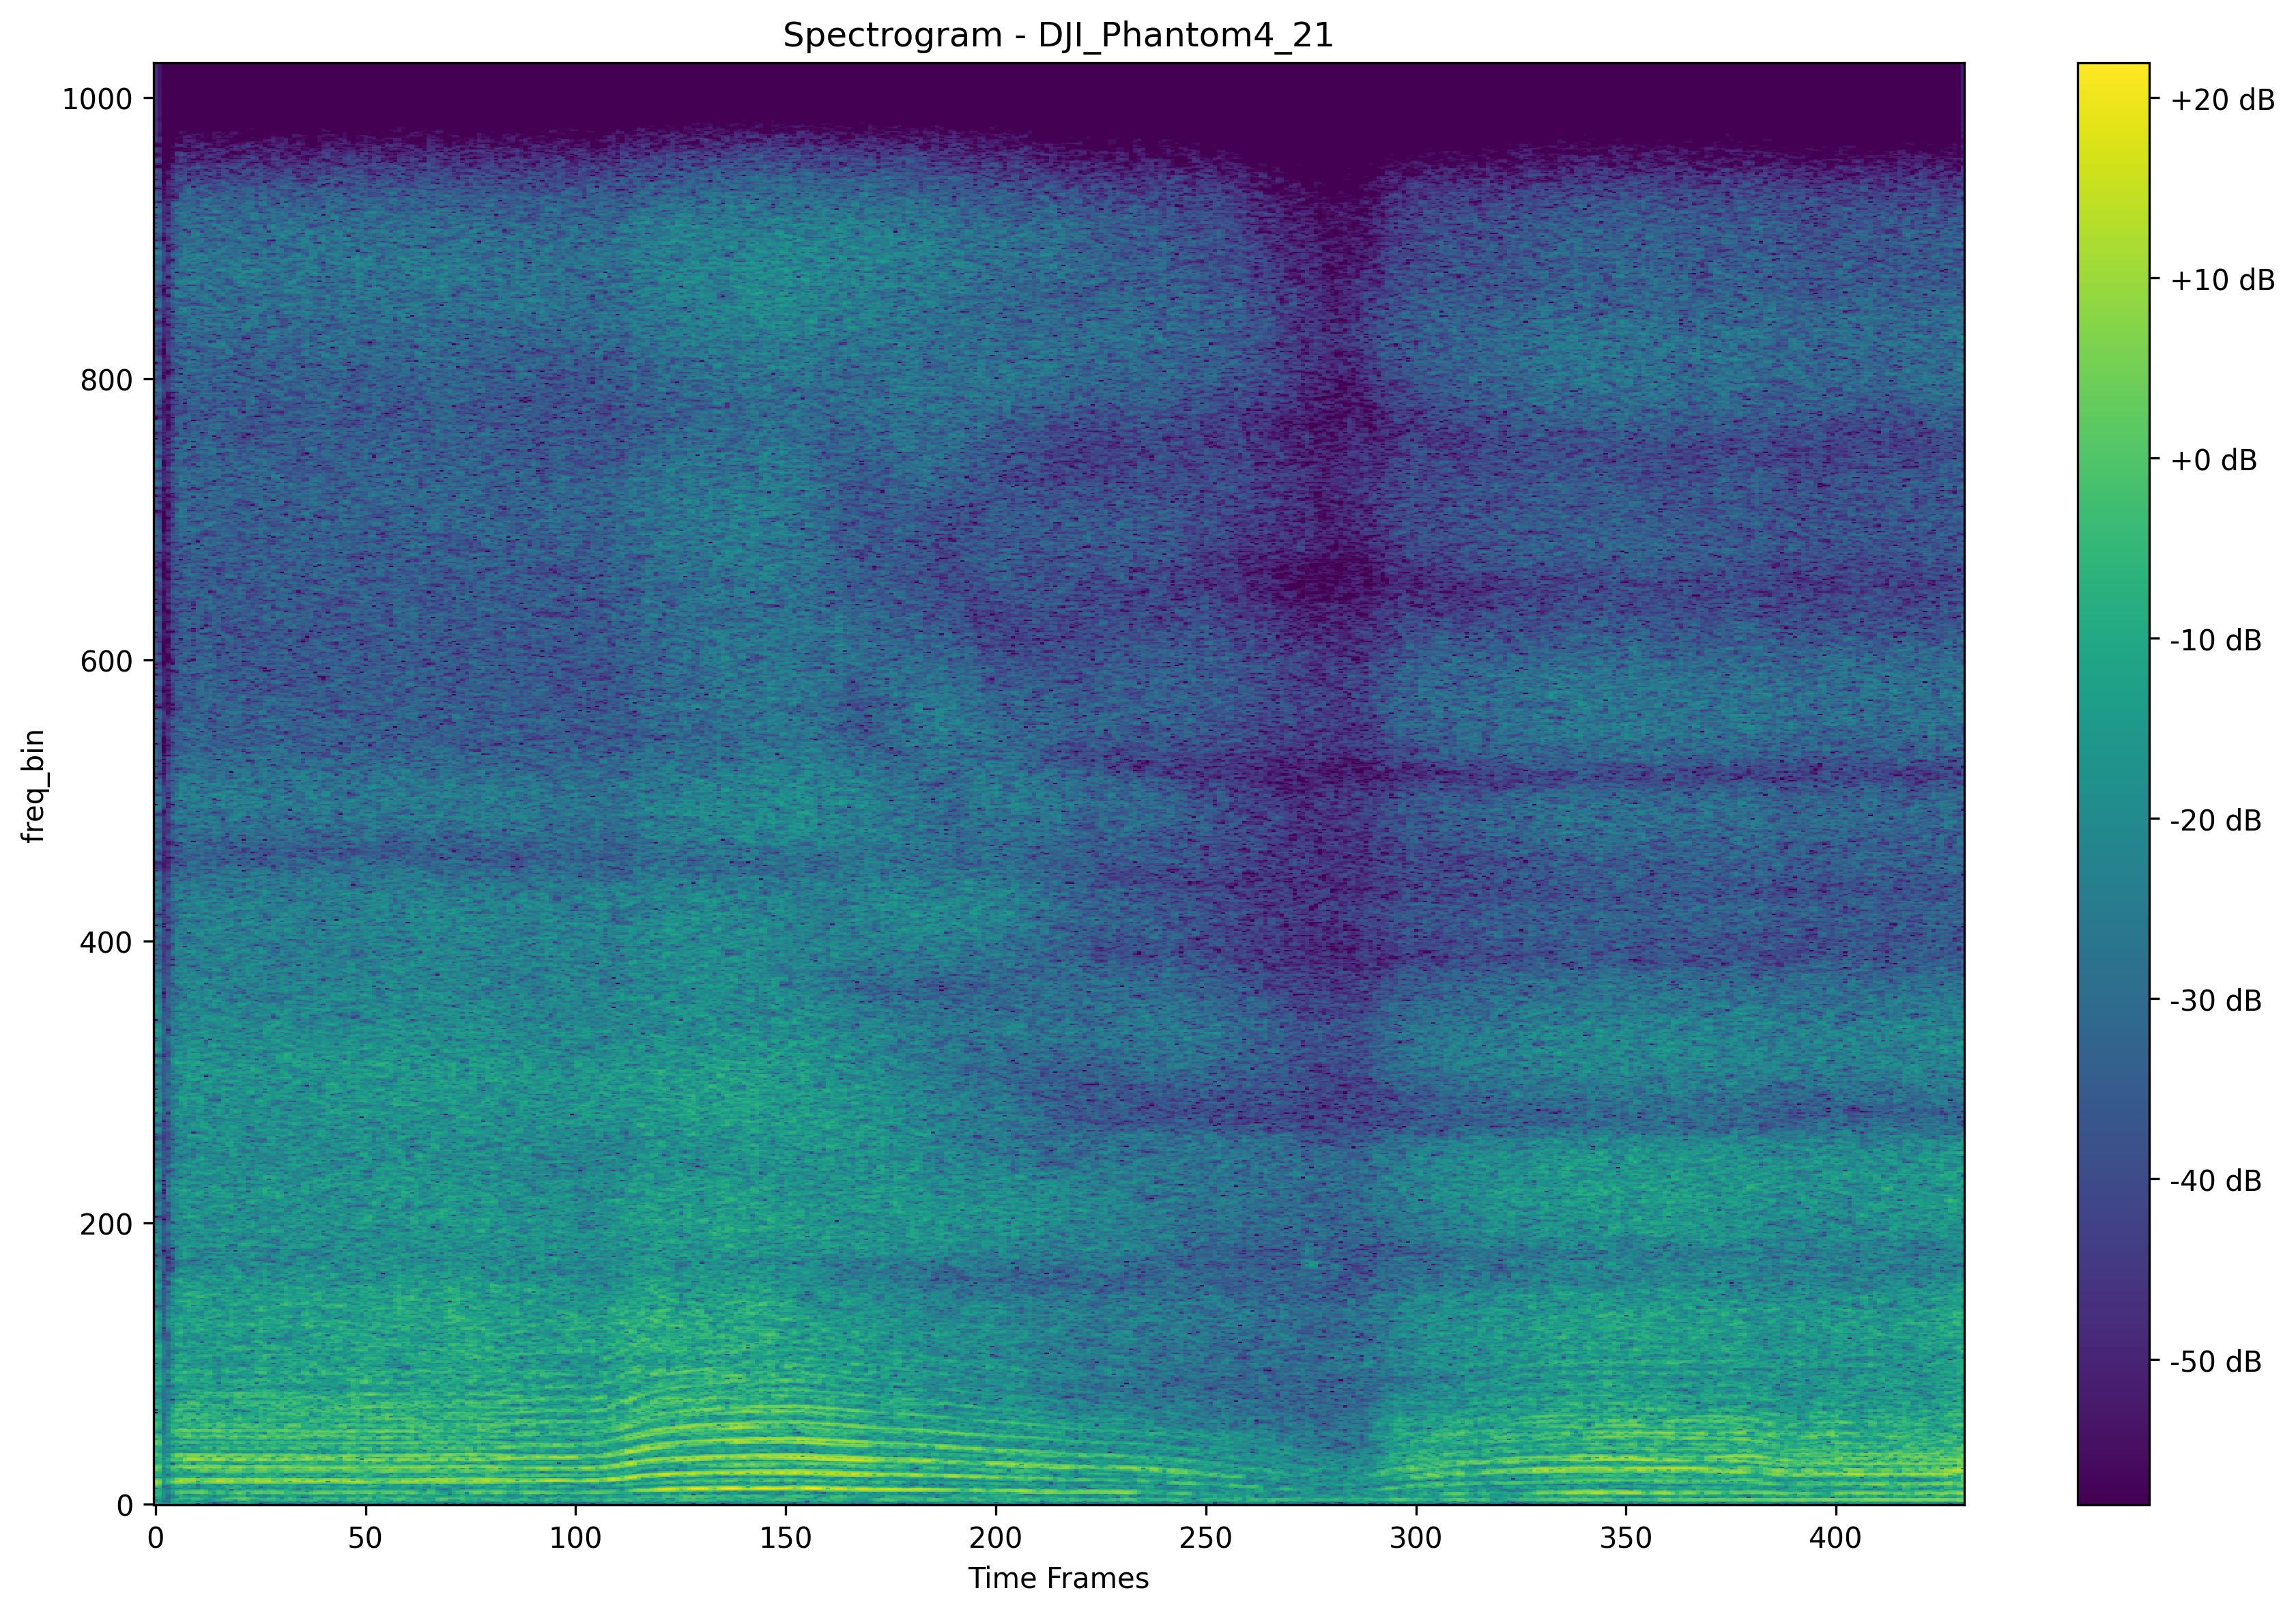 Spectrogram - DJI_Phantom4_21
1000
800
600
400
200
0
freq_bin
0 50 100 150 200 250 300 350 400
Time Frames
+20 dB
+10 dB
+0 dB
-10 dB
-20 dB
-30 dB
-40 dB
-50 dB